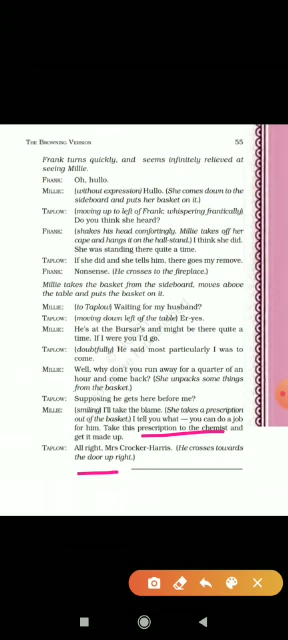 THE BROWNING VERSION 55
Frank turns quickly, and seems infinitely relieved at
seeing Millie.
FRANK: Oh, hullo.
MILLIE: (without expression) Hullo. (She comes down to the
sideboard and puts her basket on it.)
TAPLOW: (moving up to left of Frank; whispering frantically)
Do you think she heard?
FRANK: (shakes his head comfortingly. Millie takes off her
cape and hangs it on the hall-stand.) I think she did.
She was standing there quite a time.
TAPLOW: If she did and she tells him, there goes my remove.
FRANK: Nonsense. (He crosses to the fireplace.)
Millie takes the basket from the sideboard, moves above
the table and puts the basket on it.
MILLIE: (to Taplow) Waiting for my husband?
TAPLOW: (moving down left of the table) Er-yes.
MILLIE: He's at the Bursar's and might be there quite a
time. If I were you I'd go.
TAPLOW: (doubtfully) He said most particularly I was to
come.
MILLIE: Well, why don't you run away for a quarter of an
hour and come back? (She unpacks some things
from the basket.)
TAPLOW: Supposing he gets here before me?
MILLIE: (smiling) I'll take the blame. (She takes a prescription
out of the basket.) I tell you what — you can do a job
for him. Take this prescription to the chemist and
get it made up.
TAPLOW: All right, Mrs Crocker-Harris. (He crosses towards
the door up right.)